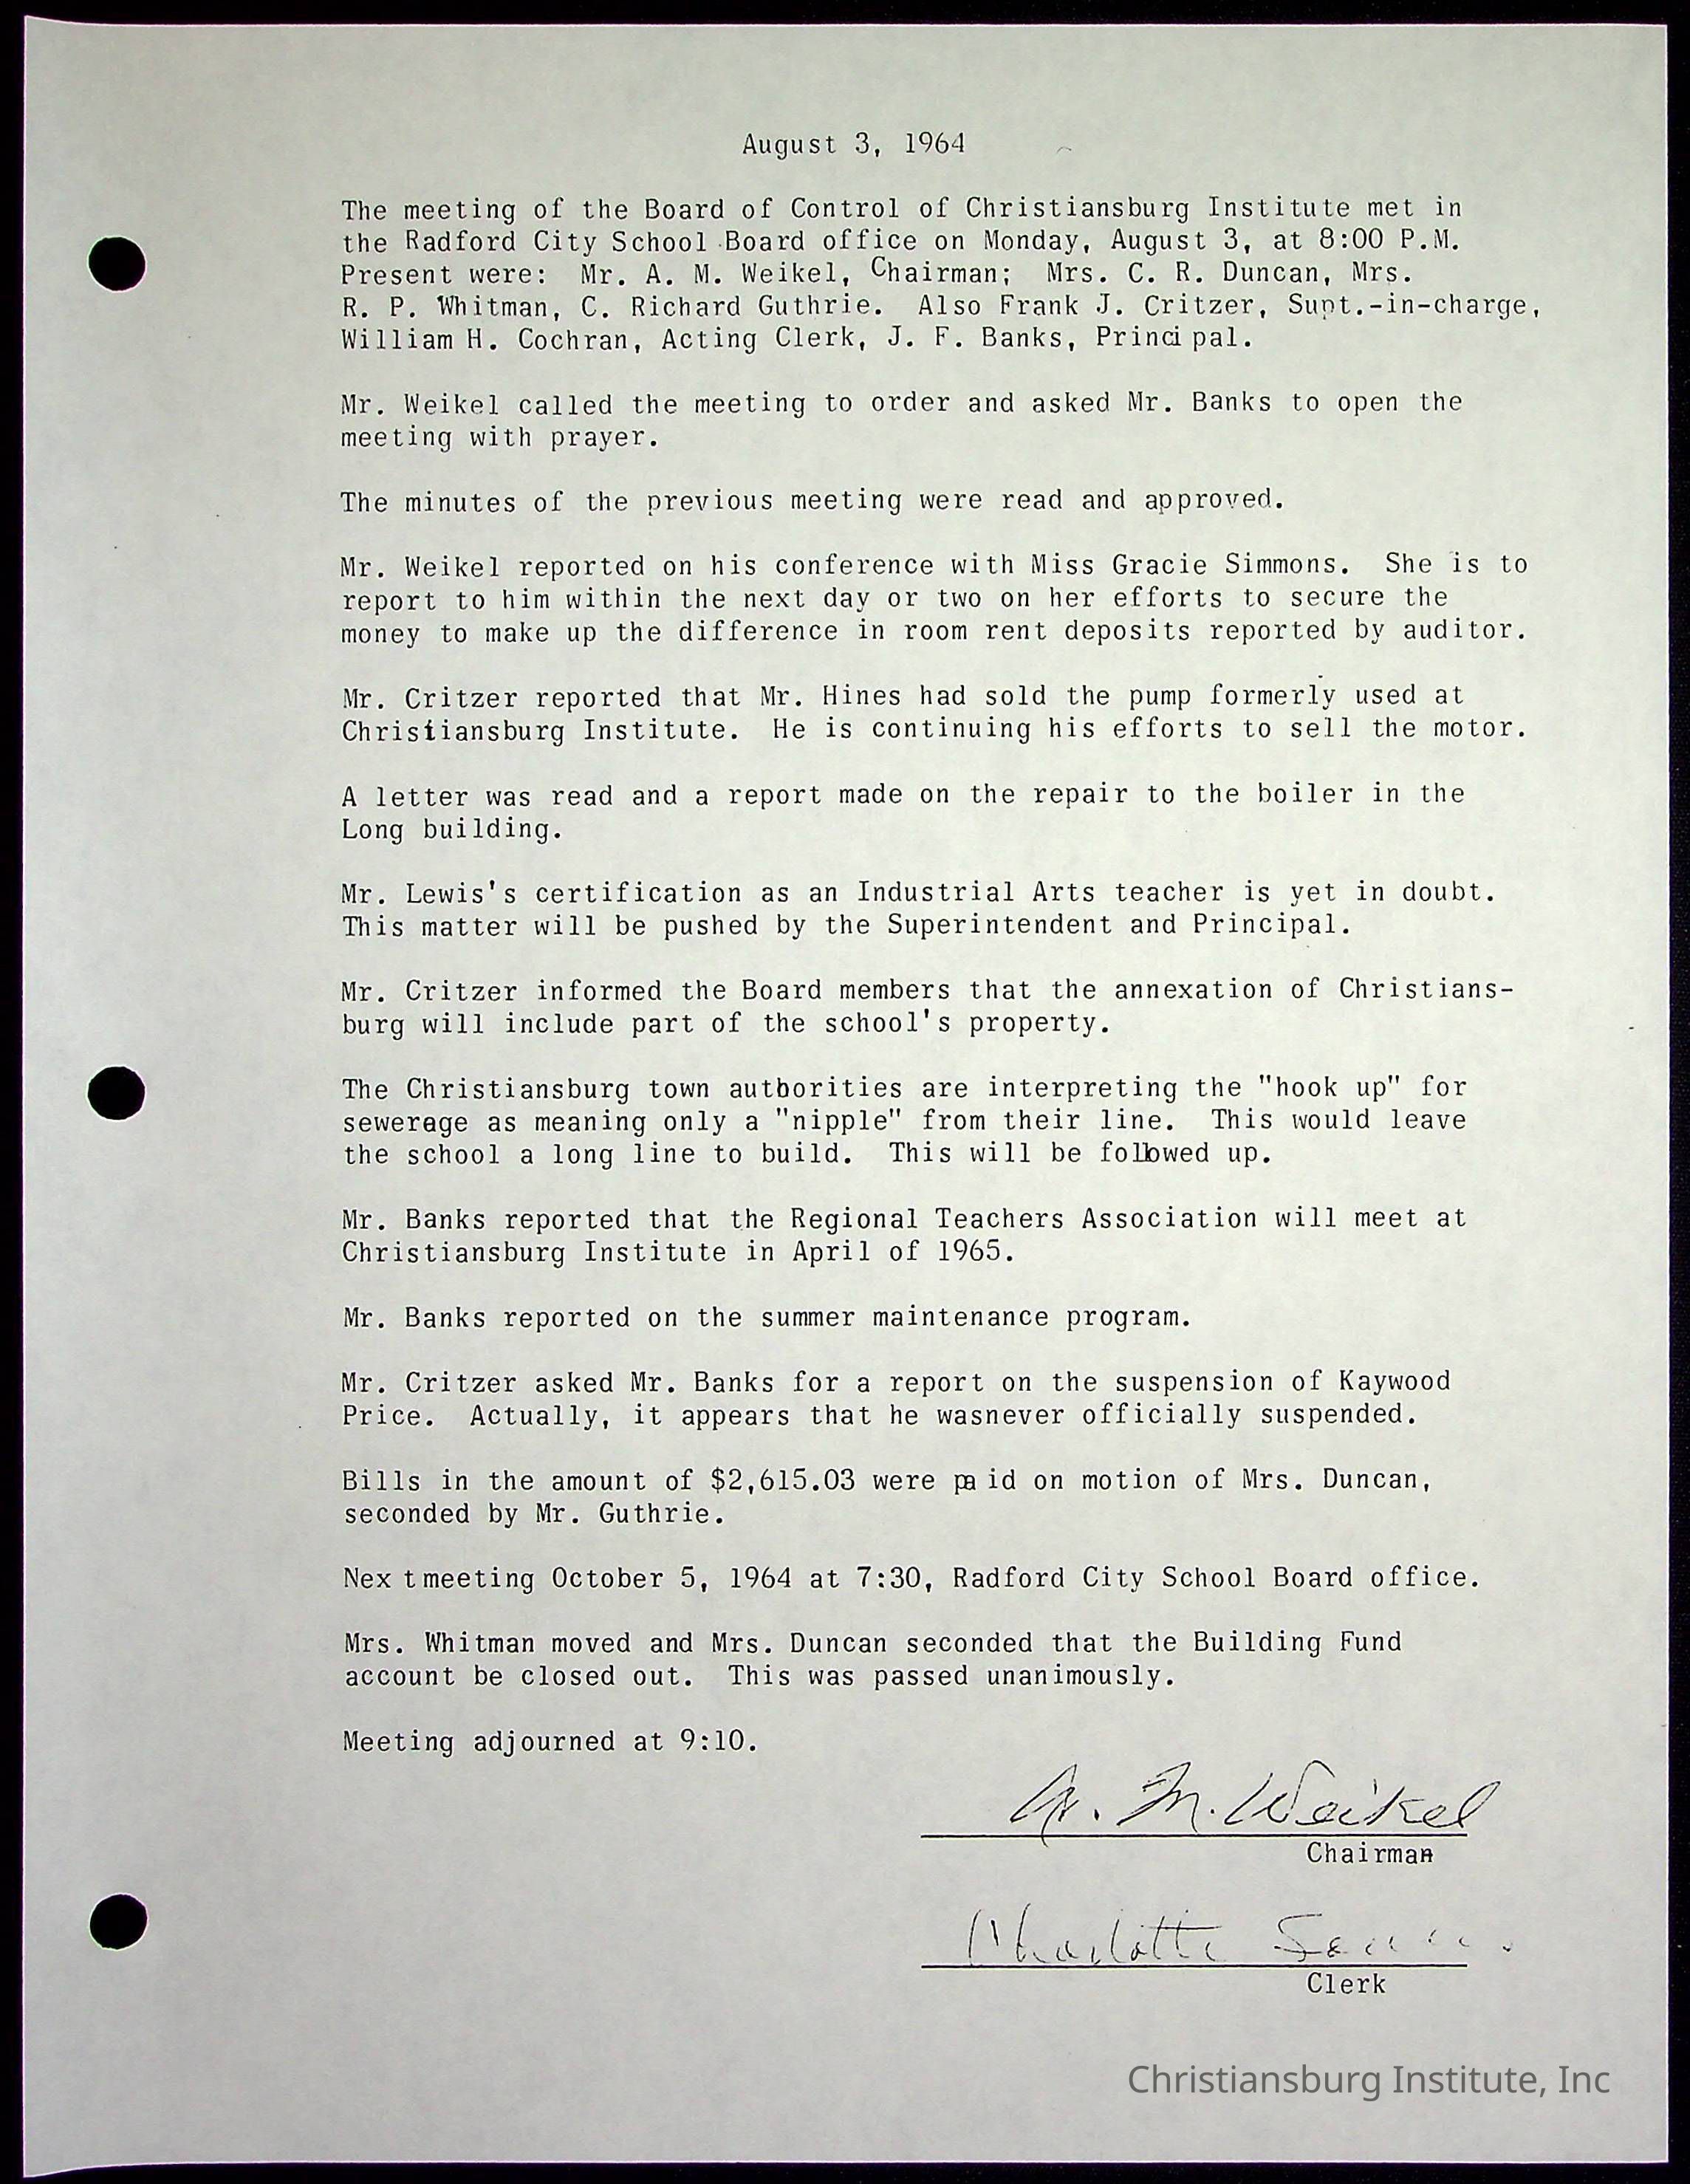 August 3, 1964
The meeting of the Board of Control of Christiansburg Institute met in
the Radford City School Board office on Monday, August 3, at 8:00 P.M.
Present were: Mr. A. M. Weikel, Chairman; Mrs. C. R. Duncan, Mrs.
R. P. Whitman, C. Richard Guthrie. Also Frank J. Critzer, Supt.-in-charge,
William H. Cochran, Acting Clerk, J. F. Banks, Principal.
Mr. Weikel called the meeting to order and asked Mr. Banks to open the
meeting with prayer.
The minutes of the previous meeting were read and approved.
Mr. Weikel reported on his conference with Miss Gracie Simmons. She is to
report to him within the next day or two on her efforts to secure the
money to make up the difference in room rent deposits reported by auditor.
Mr. Critzer reported that Mr. Hines had sold the pump formerly used at
Christiansburg Institute. He is continuing his efforts to sell the motor.
A letter was read and a report made on the repair to the boiler in the
Long building.
Mr. Lewis's certification as an Industrial Arts teacher is yet in doubt.
This matter will be pushed by the Superintendent and Principal.
Mr. Critzer informed the Board members that the annexation of Christians-
burg will include part of the school's property.
The Christiansburg town authorities are interpreting the "hook up" for
sewerage as meaning only a "nipple" from their line. This would leave
the school a long line to build. This will be followed up.
Mr. Banks reported that the Regional Teachers Association will meet at
Christiansburg Institute in April of 1965.
Mr. Banks reported on the summer maintenance program.
Mr. Critzer asked Mr. Banks for a report on the suspension of Kaywood
Price. Actually, it appears that he wasnever officially suspended.
Bills in the amount of $2,615.03 were paid on motion of Mrs. Duncan,
seconded by Mr. Guthrie.
Nex tmeeting October 5, 1964 at 7:30, Radford City School Board office.
Mrs. Whitman moved and Mrs. Duncan seconded that the Building Fund
account be closed out. This was passed unanimously.
Meeting adjourned at 9:10.
A. M. Weikel
Chairman
Charlotte
Clerk
Christiansburg Institute, Inc